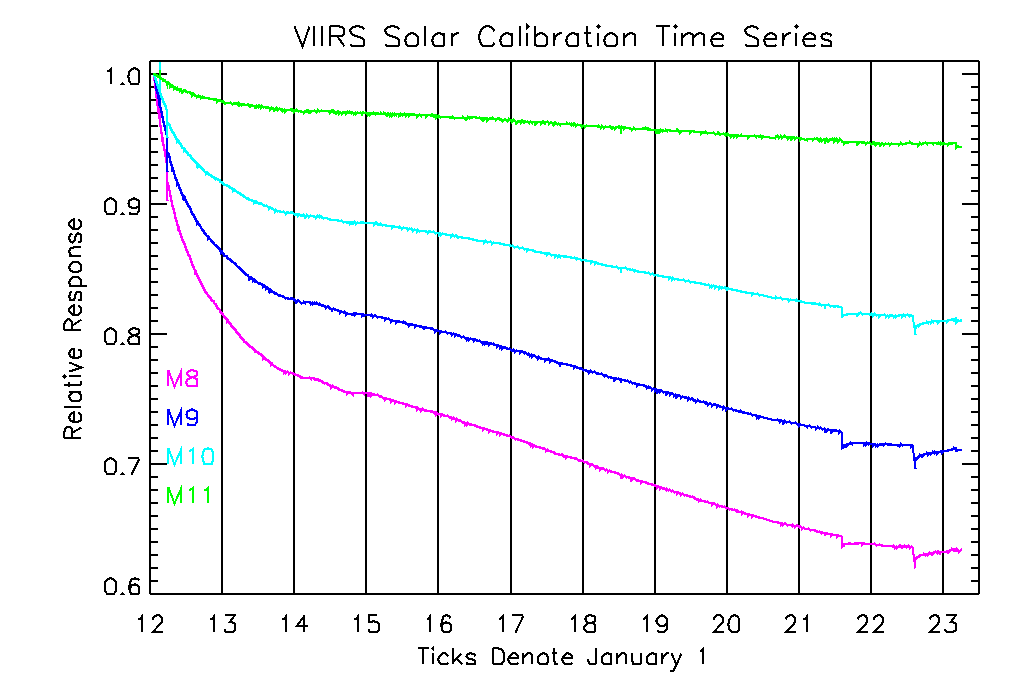 VIIRS Solar Calibration Time Series
1.0
0.9
0.8
0.7
0.6
Relative Response
M8
M9
M10
M11
12 13 14 15 16 17 18 19 20 21 22 23
Ticks Denote January 1